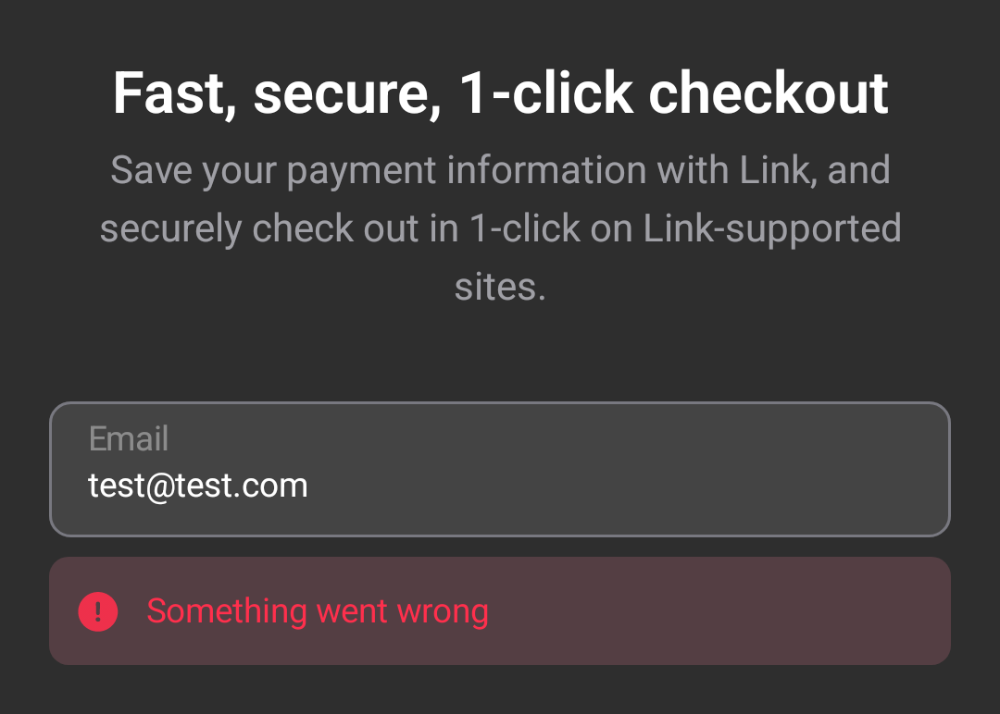 Fast, secure, 1-click checkout
Save your payment information with Link, and
securely check out in 1-click on Link-supported
sites.
Email
test@test.com
Something went wrong